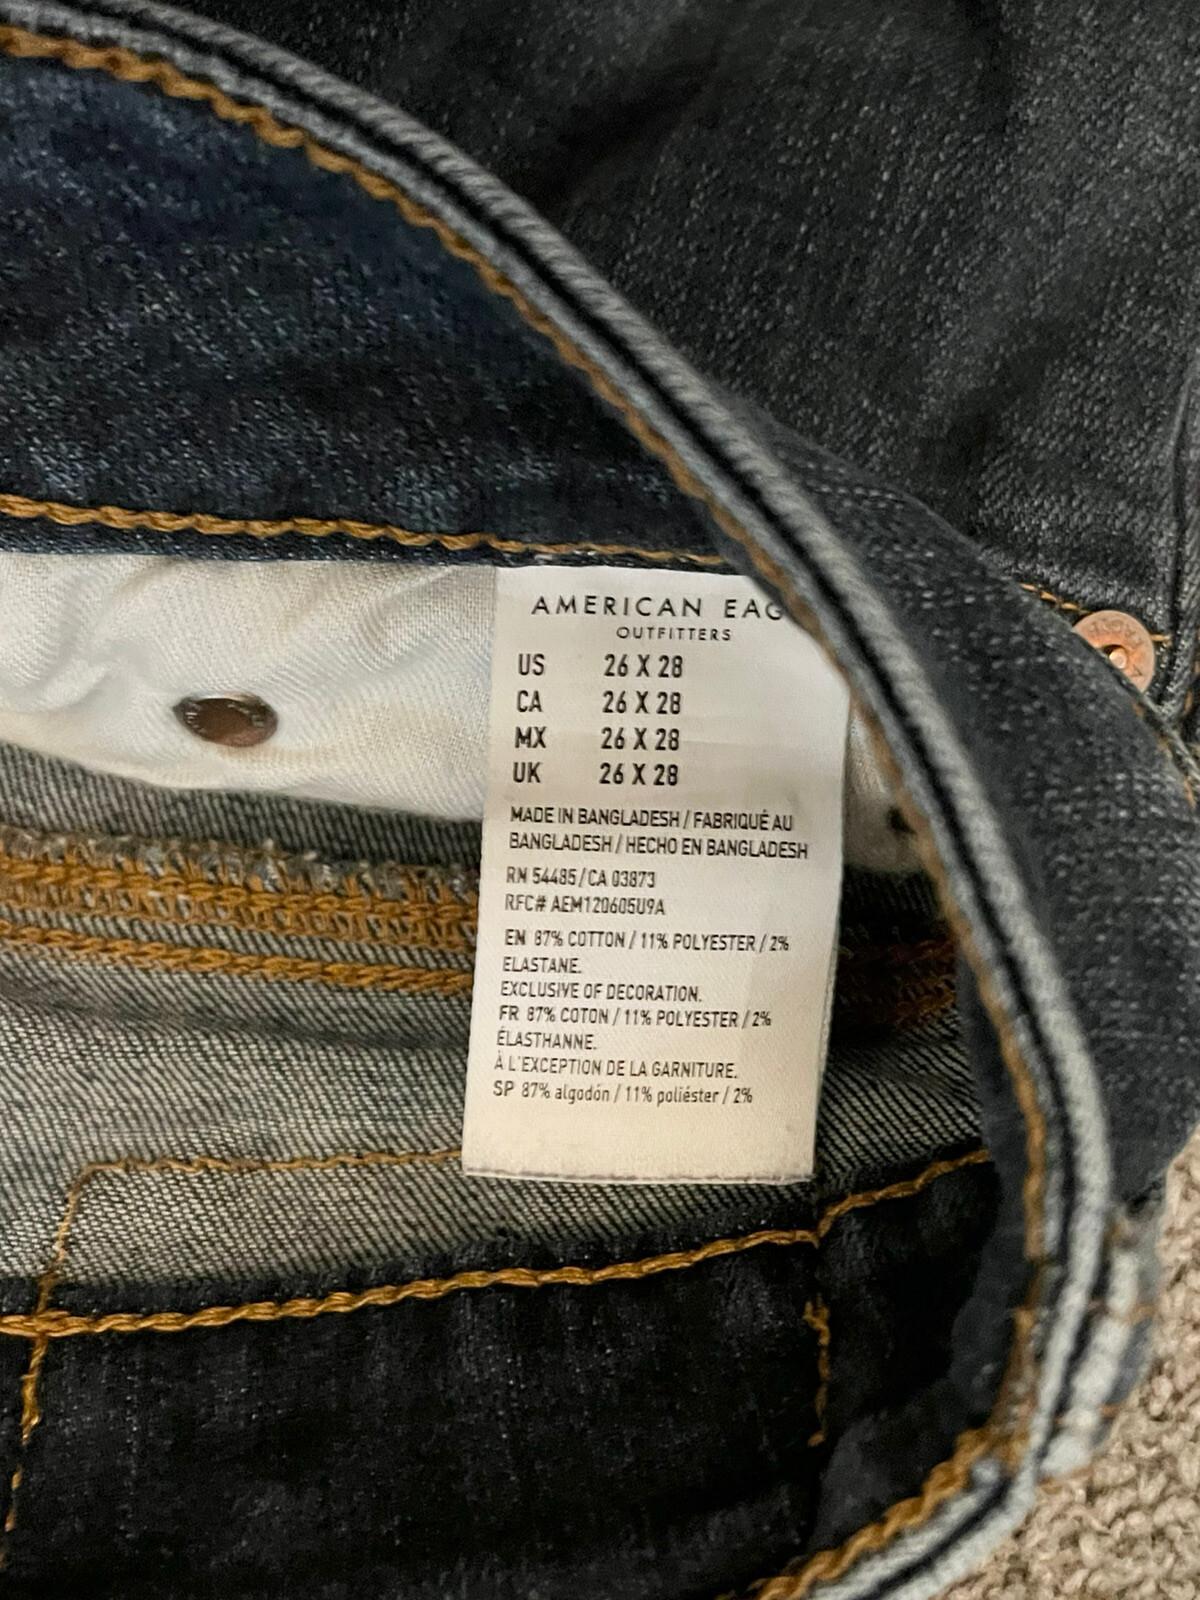 AMERICAN EAG
OUTFITTERS
US 26 X 28
CA 26 X 28
MX 26 X 28
UK 26 X 28
MADE IN BANGLADESH / FABRIQUÉ AU
BANGLADESH / HECHO EN BANGLADESH
RN 54485 / CA 03873
RFC# AEM120605U9A
EN 87% COTTON / 11% POLYESTER / 2%
ELASTANE.
EXCLUSIVE OF DECORATION.
FR 87% COTON / 11% POLYESTER / 2%
ÉLASTHANNE.
À L'EXCEPTION DE LA GARNITURE.
SP 87% algodón / 11% poliéster / 2%